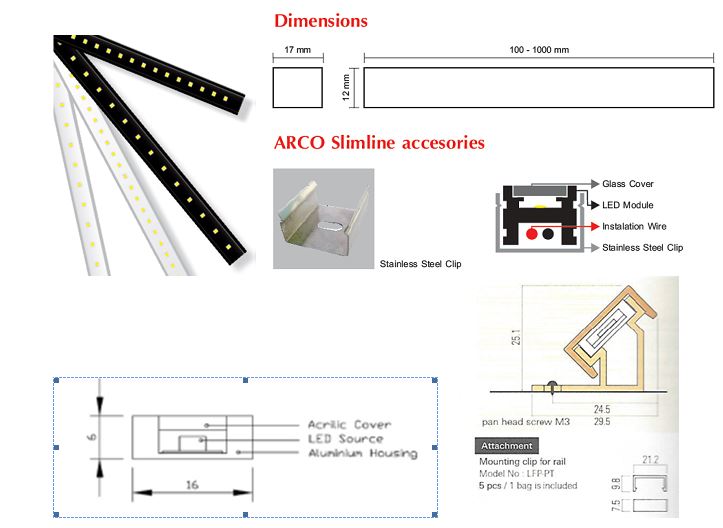 Dimensions
17 mm
100 - 1000 mm
12 mm
ARCO Slimline accesories
Glass Cover
LED Module
Instalation Wire
Stainless Steel Clip
Stainless Steel Clip
25.1
24.5
pan head screw M3 29.5
Acrilic Cover
LED Source
Aluminium Housing
6
16
Attachment
Mounting clip for rail
Model No : LFP-PT
5 pcs / 1 bag is included
21.2
9.8
7.5